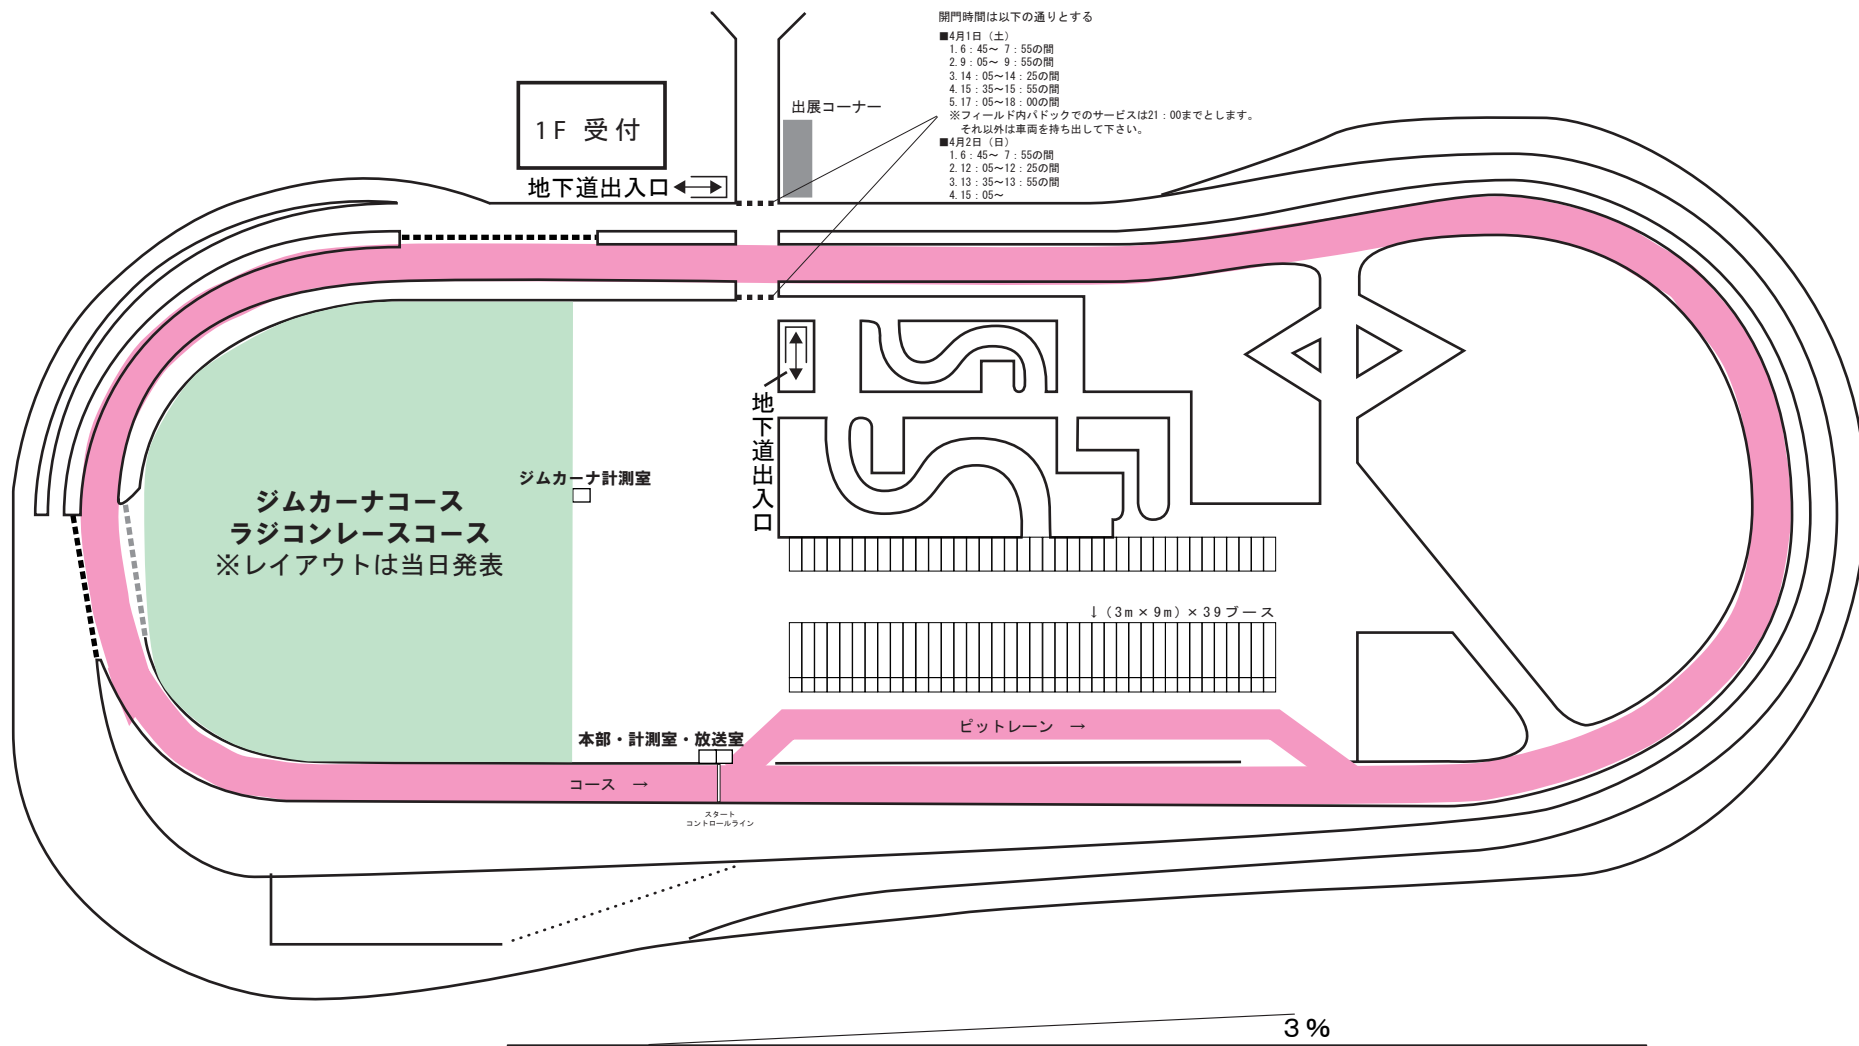 開門時間は以下の通りとする
■4月1日（土）
1. 6：45～ 7：55の間
2. 9：05～ 9：55の間
3. 14：05～14：25の間
4. 15：35～15：55の間
5. 17：05～18：00の間
※フィールド内パドックでのサービスは21：00までとします。
それ以外は車両を持ち出して下さい。
■4月2日（日）
1. 6：45～ 7：55の間
2. 12：05～12：25の間
3. 13：35～13：55の間
4. 15：05～
出展コーナー
1F 受付
地下道出入口
地下道出入口
ジムカーナ計測室
ジムカーナコース
ラジコンレースコース
※レイアウトは当日発表
↓（3m×9m）×39ブース
ピットレーン →
本部・計測室・放送室
コース →
スタート
コントロールライン
3%